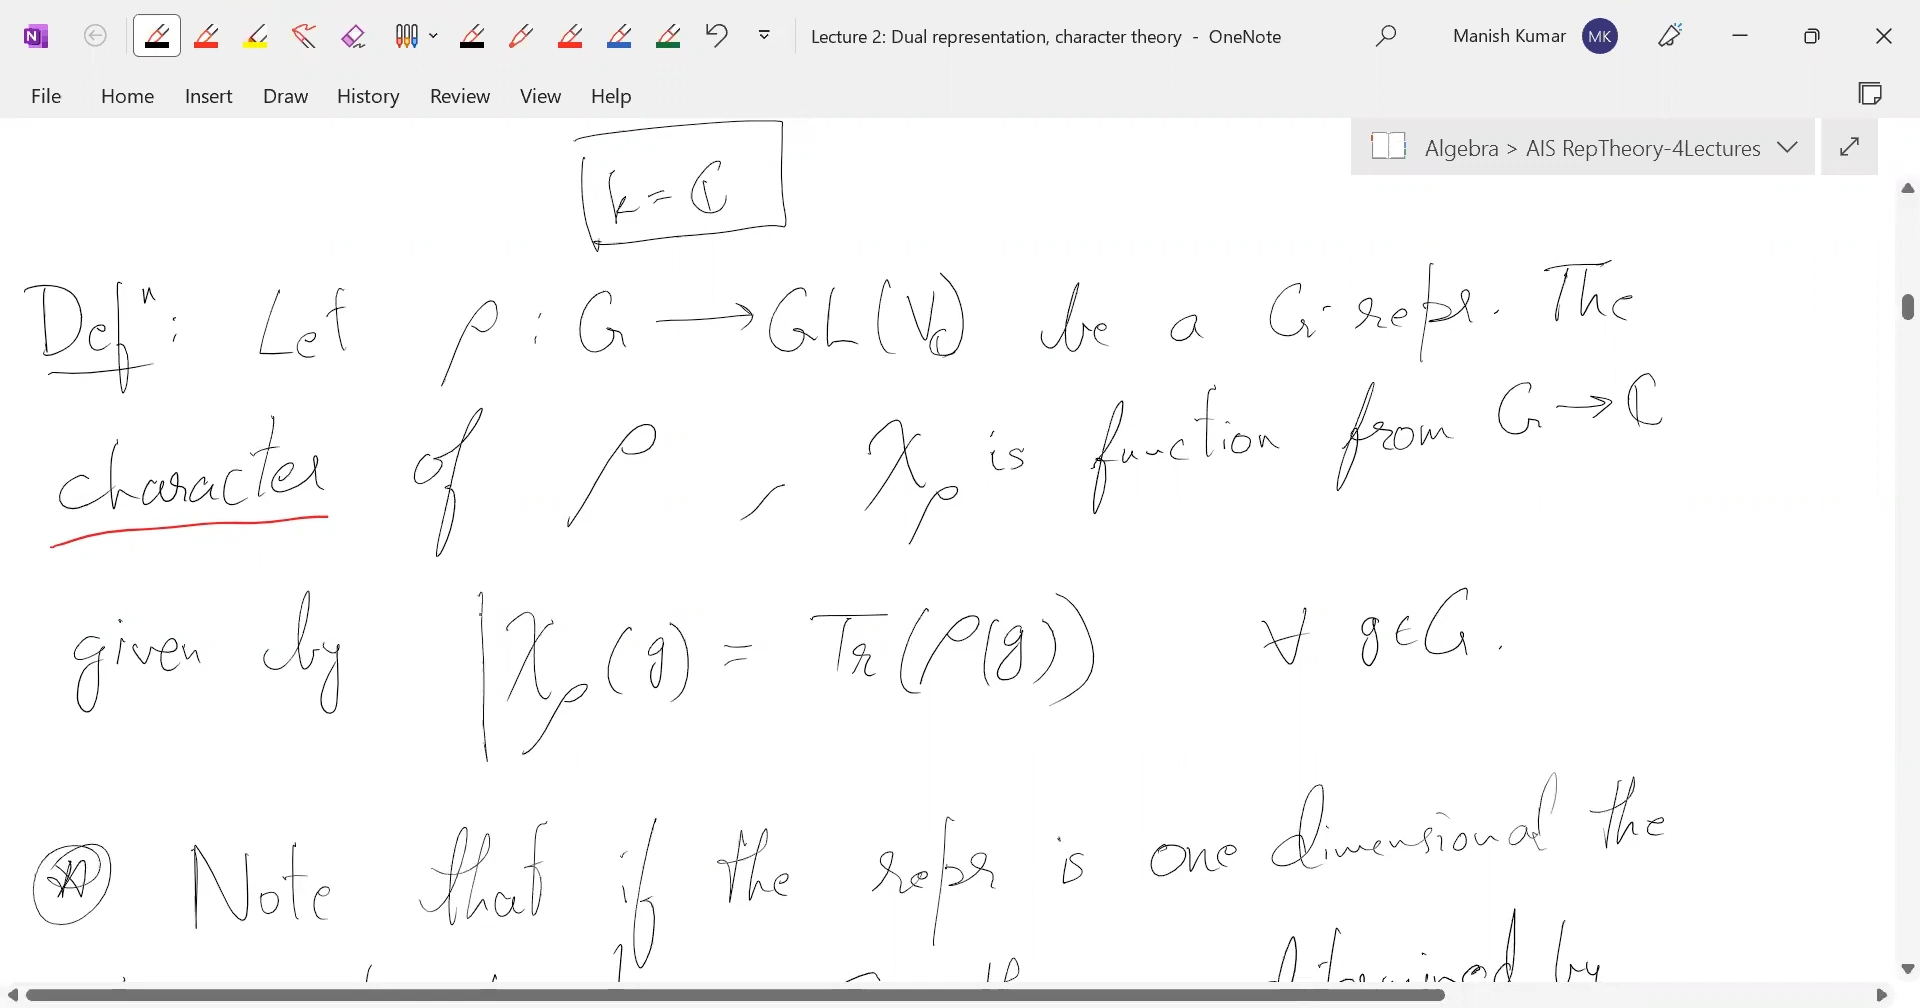 Lecture 2: Dual representation, character theory - OneNote
Manish Kumar MK
File Home Insert Draw History Review View Help
Algebra > AIS RepTheory-4Lectures
k = ℂ
Defⁿ: Let ρ : G → GL(V_ℂ) be a G-repr. The
character of ρ , χ_ρ is function from G → ℂ
given by χ_ρ(g) = Tr(ρ(g)) ∀ g∈G.
Note that if the repr is one dimensional the
determined by